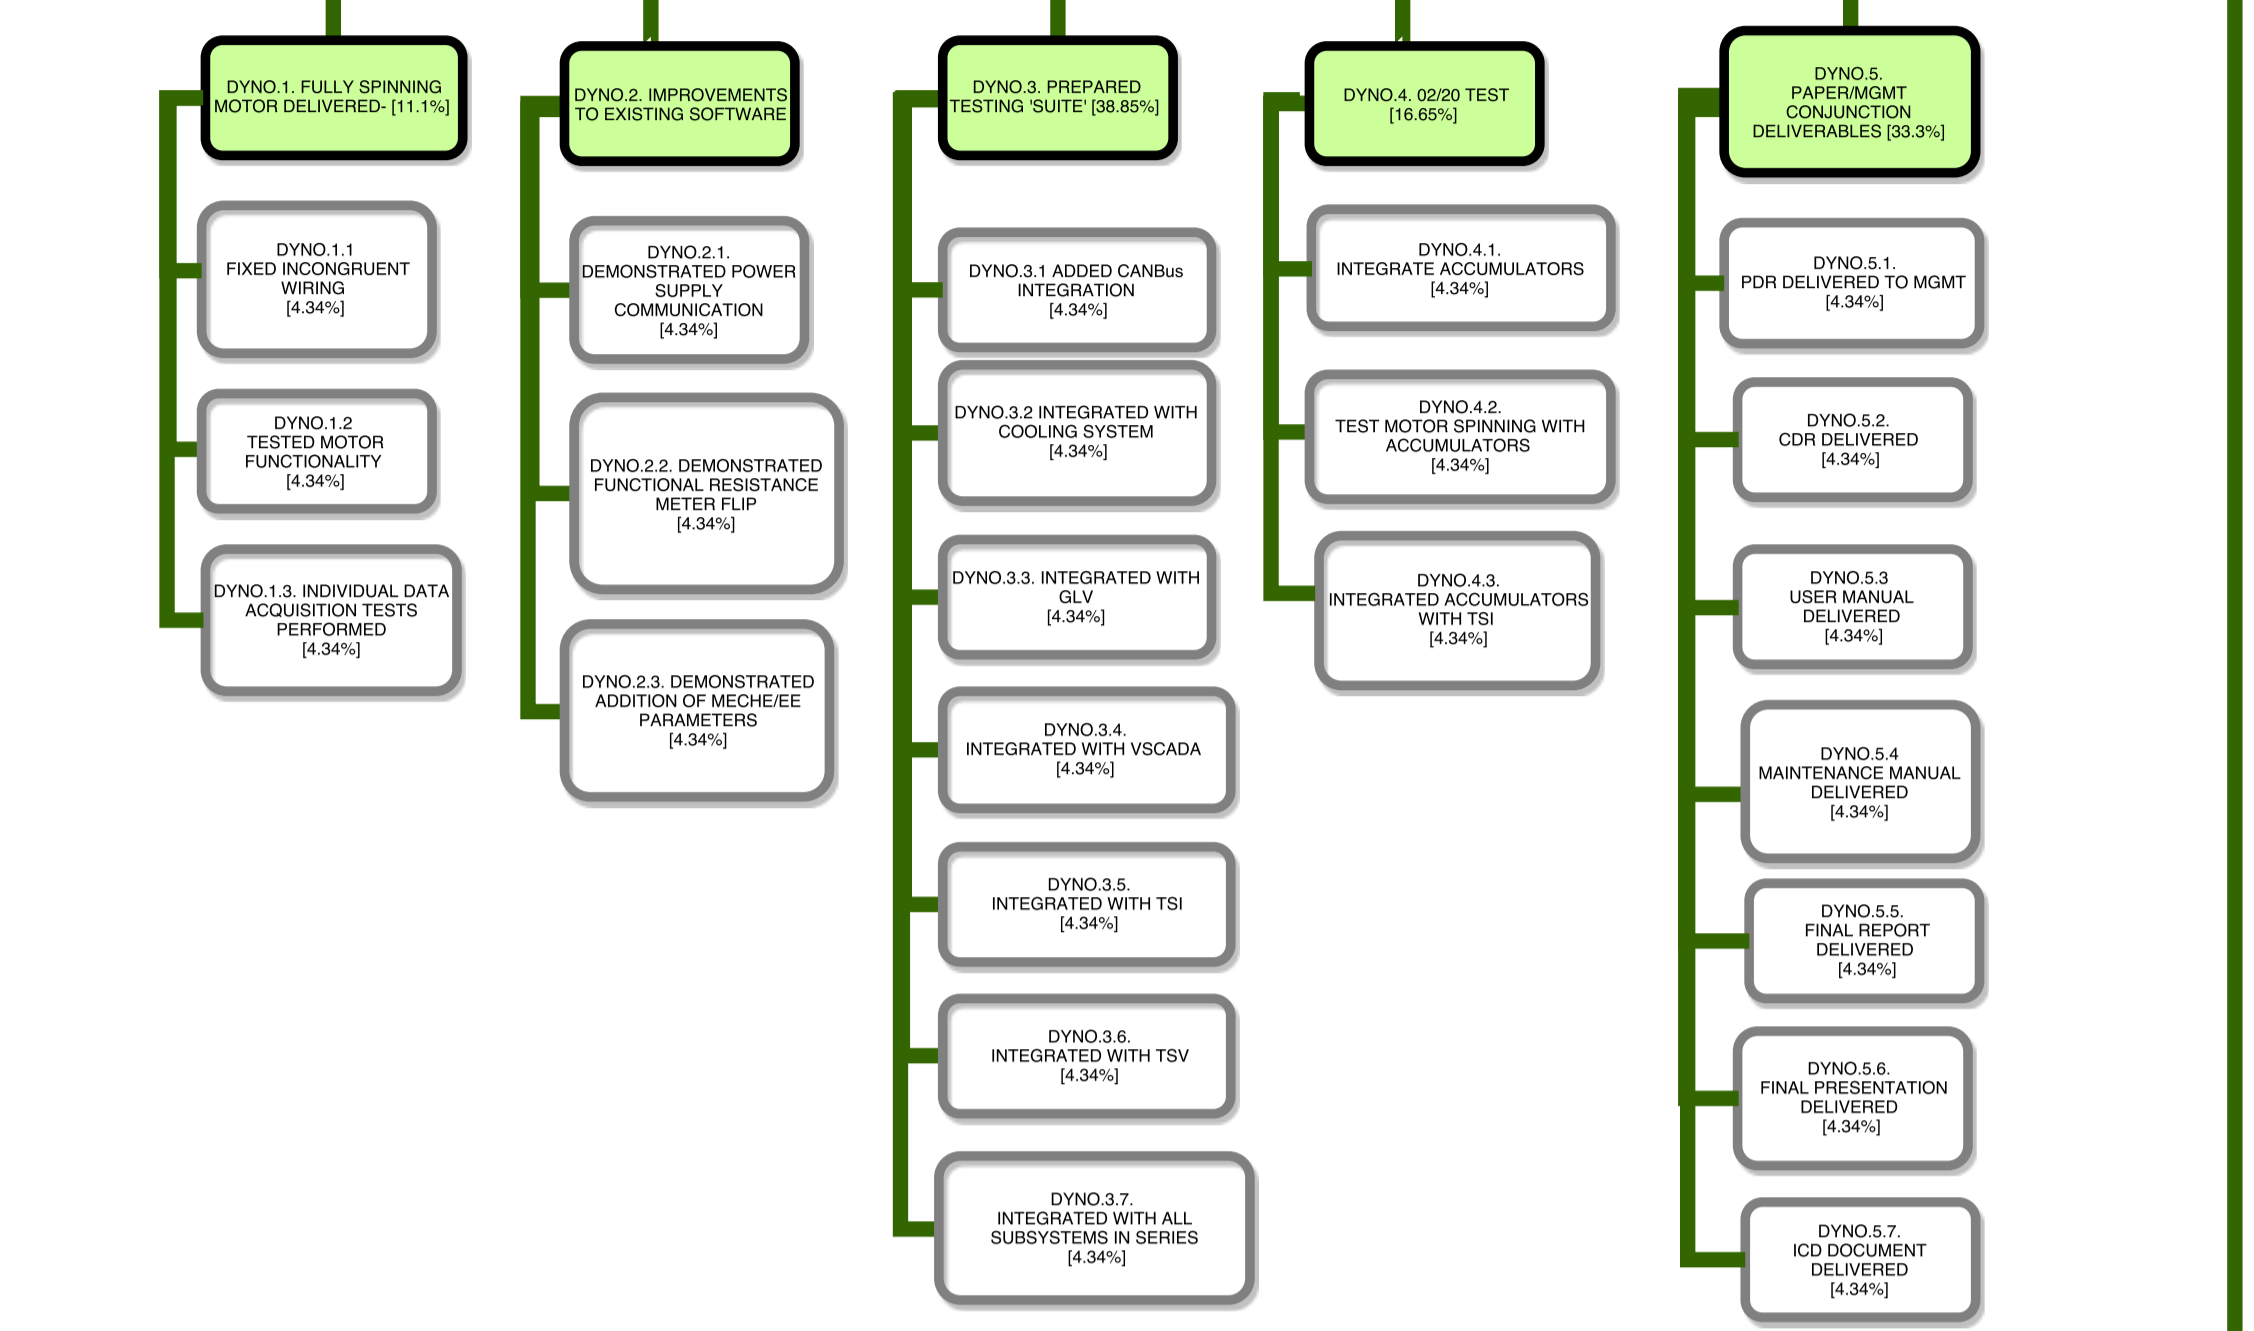 DYNO.1. FULLY SPINNING
MOTOR DELIVERED- [11.1%]
DYNO.1.1
FIXED INCONGRUENT
WIRING
[4.34%]
DYNO.1.2
TESTED MOTOR
FUNCTIONALITY
[4.34%]
DYNO.1.3. INDIVIDUAL DATA
ACQUISITION TESTS
PERFORMED
[4.34%]
DYNO.2. IMPROVEMENTS
TO EXISTING SOFTWARE
DYNO.2.1.
DEMONSTRATED POWER
SUPPLY
COMMUNICATION
[4.34%]
DYNO.2.2. DEMONSTRATED
FUNCTIONAL RESISTANCE
METER FLIP
[4.34%]
DYNO.2.3. DEMONSTRATED
ADDITION OF MECHE/EE
PARAMETERS
[4.34%]
DYNO.3. PREPARED
TESTING 'SUITE' [38.85%]
DYNO.3.1 ADDED CANBus
INTEGRATION
[4.34%]
DYNO.3.2 INTEGRATED WITH
COOLING SYSTEM
[4.34%]
DYNO.3.3. INTEGRATED WITH
GLV
[4.34%]
DYNO.3.4.
INTEGRATED WITH VSCADA
[4.34%]
DYNO.3.5.
INTEGRATED WITH TSI
[4.34%]
DYNO.3.6.
INTEGRATED WITH TSV
[4.34%]
DYNO.3.7.
INTEGRATED WITH ALL
SUBSYSTEMS IN SERIES
[4.34%]
DYNO.4. 02/20 TEST
[16.65%]
DYNO.4.1.
INTEGRATE ACCUMULATORS
[4.34%]
DYNO.4.2.
TEST MOTOR SPINNING WITH
ACCUMULATORS
[4.34%]
DYNO.4.3.
INTEGRATED ACCUMULATORS
WITH TSI
[4.34%]
DYNO.5.
PAPER/MGMT
CONJUNCTION
DELIVERABLES [33.3%]
DYNO.5.1.
PDR DELIVERED TO MGMT
[4.34%]
DYNO.5.2.
CDR DELIVERED
[4.34%]
DYNO.5.3
USER MANUAL
DELIVERED
[4.34%]
DYNO.5.4
MAINTENANCE MANUAL
DELIVERED
[4.34%]
DYNO.5.5.
FINAL REPORT
DELIVERED
[4.34%]
DYNO.5.6.
FINAL PRESENTATION
DELIVERED
[4.34%]
DYNO.5.7.
ICD DOCUMENT
DELIVERED
[4.34%]